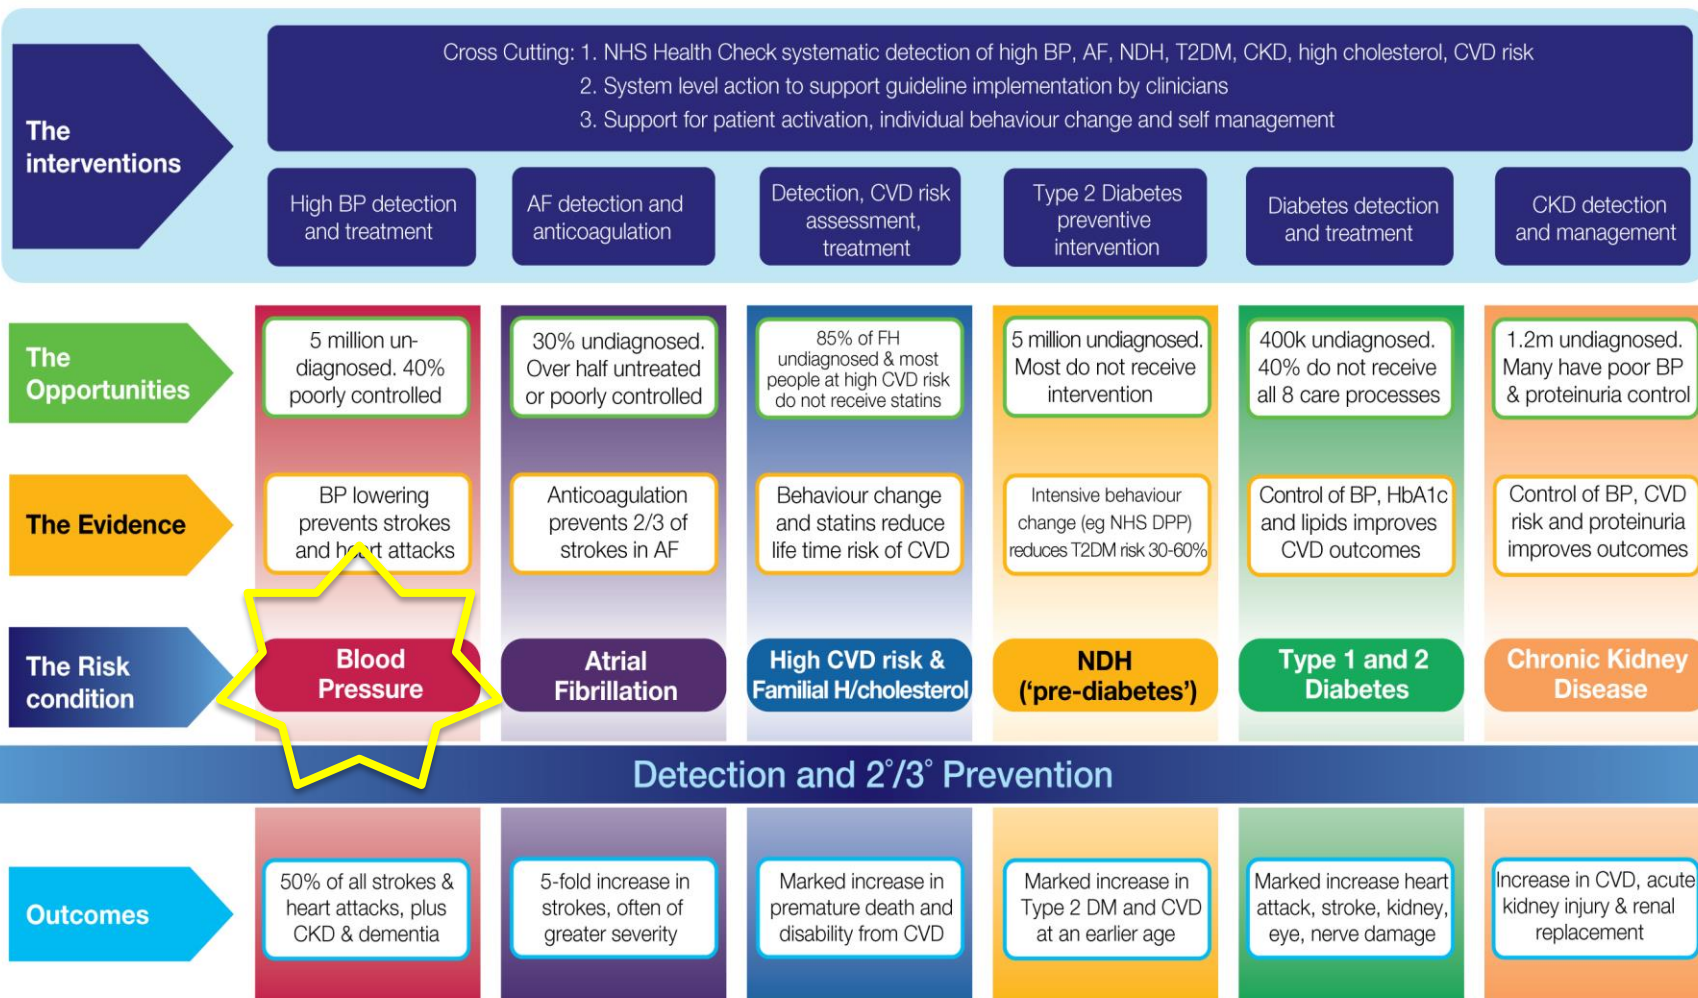 The
interventions
Cross Cutting: 1. NHS Health Check systematic detection of high BP, AF, NDH, T2DM, CKD, high cholesterol, CVD risk
2. System level action to support guideline implementation by clinicians
3. Support for patient activation, individual behaviour change and self management
High BP detection
and treatment
AF detection and
anticoagulation
Detection, CVD risk
assessment,
treatment
Type 2 Diabetes
preventive
intervention
Diabetes detection
and treatment
CKD detection
and management
The
Opportunities
5 million un-
diagnosed. 40%
poorly controlled
30% undiagnosed.
Over half untreated
or poorly controlled
85% of FH
undiagnosed & most
people at high CVD risk
do not receive statins
5 million undiagnosed.
Most do not receive
intervention
400k undiagnosed.
40% do not receive
all 8 care processes
1.2m undiagnosed.
Many have poor BP
& proteinuria control
The Evidence
BP lowering
prevents strokes
and heart attacks
Anticoagulation
prevents 2/3 of
strokes in AF
Behaviour change
and statins reduce
life time risk of CVD
Intensive behaviour
change (eg NHS DPP)
reduces T2DM risk 30-60%
Control of BP, HbA1c
and lipids improves
CVD outcomes
Control of BP, CVD
risk and proteinuria
improves outcomes
The Risk
condition
Blood
Pressure
Atrial
Fibrillation
High CVD risk &
Familial H/cholesterol
NDH
(‘pre-diabetes’)
Type 1 and 2
Diabetes
Chronic Kidney
Disease
Detection and 2°/3° Prevention
Outcomes
50% of all strokes &
heart attacks, plus
CKD & dementia
5-fold increase in
strokes, often of
greater severity
Marked increase in
premature death and
disability from CVD
Marked increase in
Type 2 DM and CVD
at an earlier age
Marked increase heart
attack, stroke, kidney,
eye, nerve damage
Increase in CVD, acute
kidney injury & renal
replacement